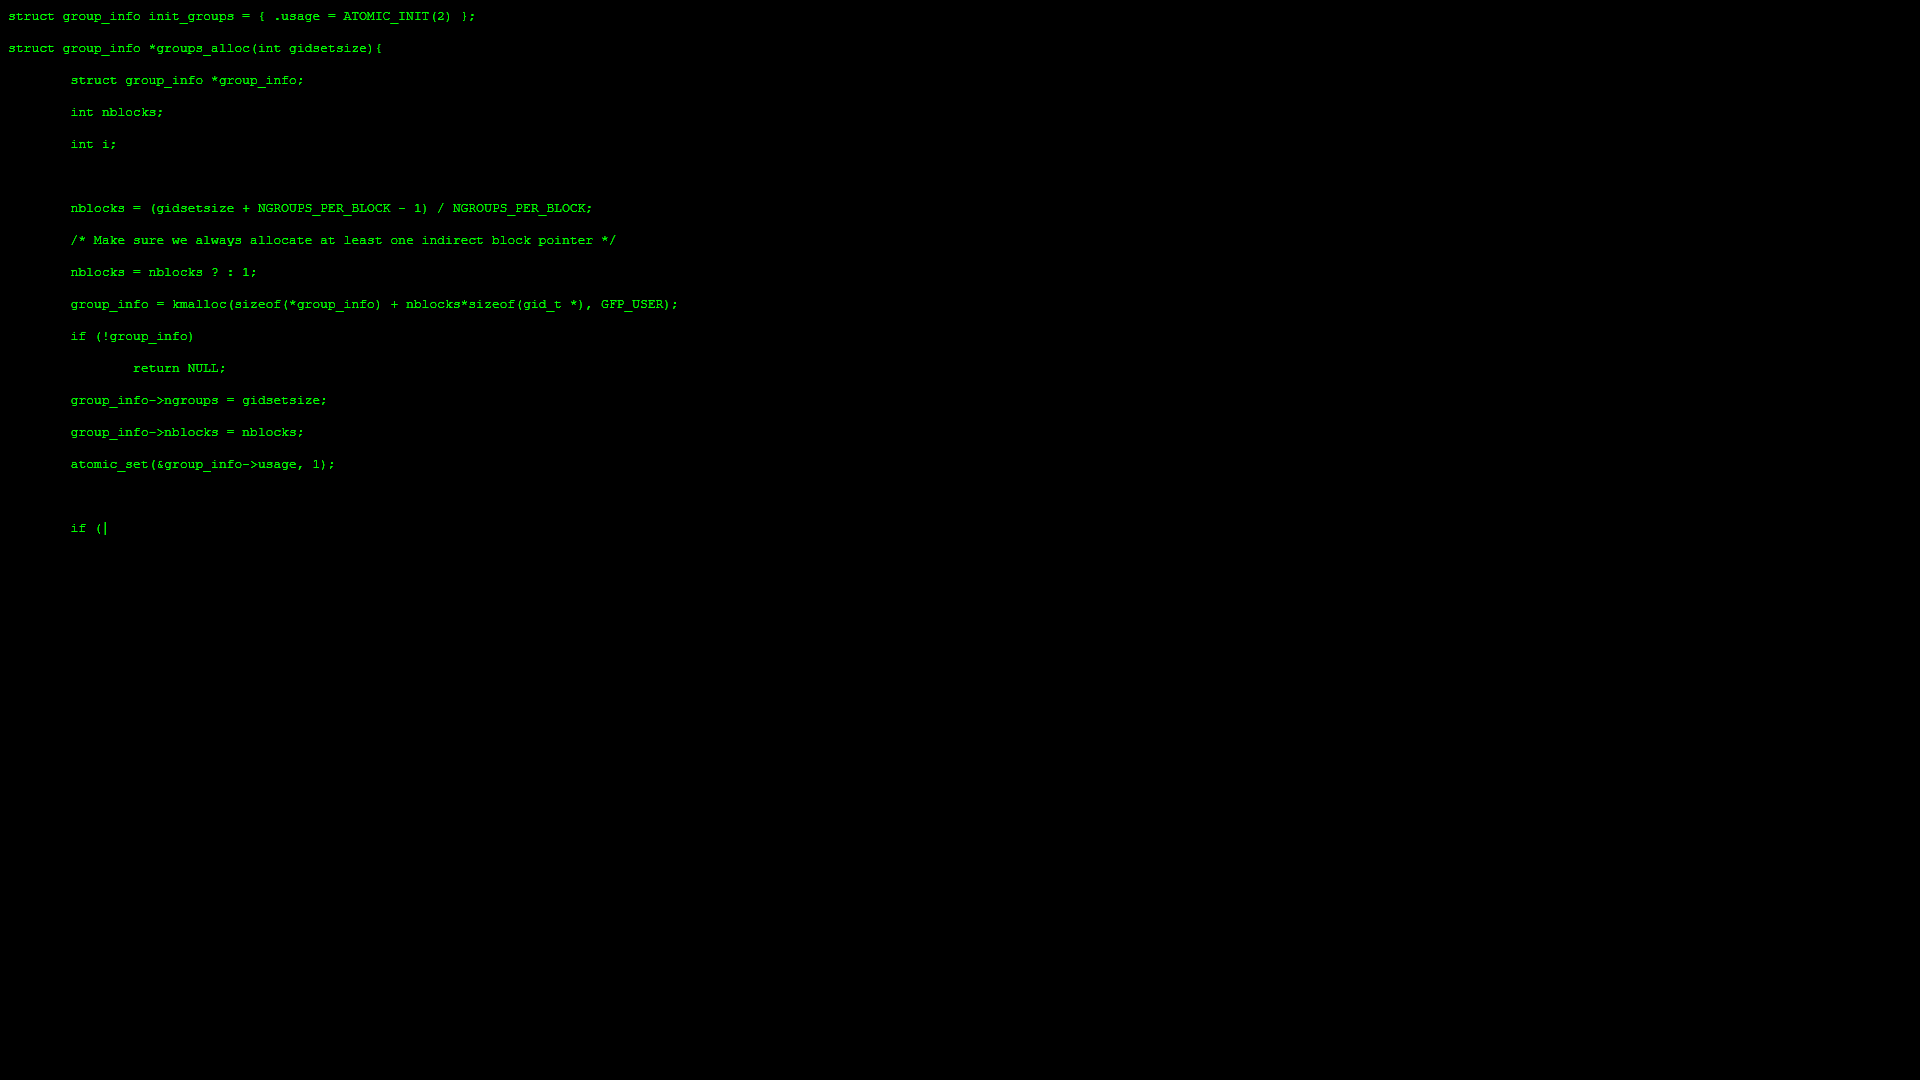 struct group_info init_groups = { .usage = ATOMIC_INIT(2) };
struct group_info *groups_alloc(int gidsetsize){
struct group_info *group_info;
int nblocks;
int i;
nblocks = (gidsetsize + NGROUPS_PER_BLOCK - 1) / NGROUPS_PER_BLOCK;
/* Make sure we always allocate at least one indirect block pointer */
nblocks = nblocks ? : 1;
group_info = kmalloc(sizeof(*group_info) + nblocks*sizeof(gid_t *), GFP_USER);
if (!group_info)
return NULL;
group_info->ngroups = gidsetsize;
group_info->nblocks = nblocks;
atomic_set(&group_info->usage, 1);
if (|